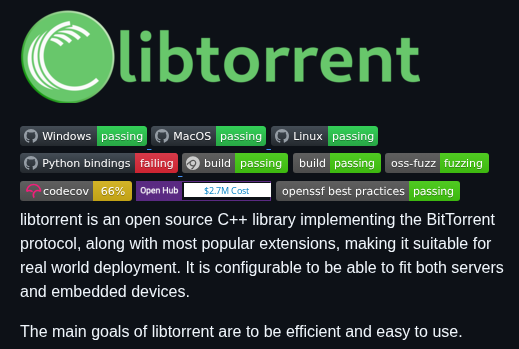 libtorrent
Windows passing MacOS passing Linux passing
Python bindings failing build passing build passing oss-fuzz fuzzing
codecov 66% Open Hub $2.7M Cost openssf best practices passing
libtorrent is an open source C++ library implementing the BitTorrent
protocol, along with most popular extensions, making it suitable for
real world deployment. It is configurable to be able to fit both servers
and embedded devices.
The main goals of libtorrent are to be efficient and easy to use.